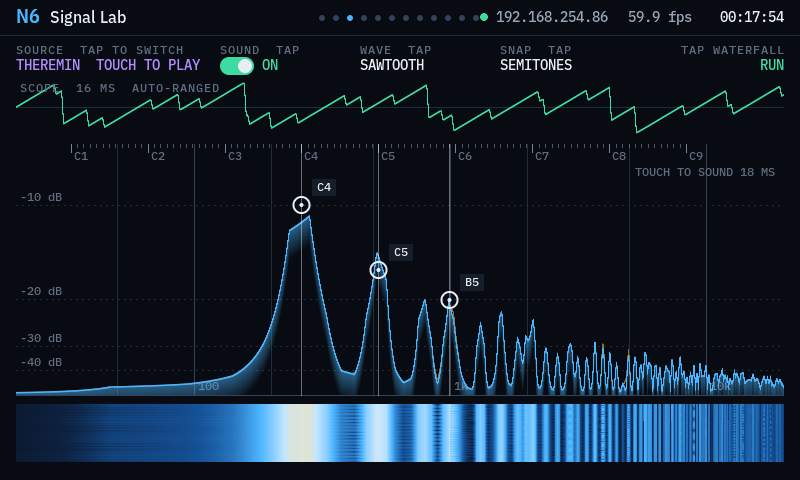 N6 Signal Lab 192.168.254.86 59.9 fps 00:17:54
SOURCE TAP TO SWITCH SOUND TAP WAVE TAP SNAP TAP TAP WATERFALL
THEREMIN TOUCH TO PLAY ON SAWTOOTH SEMITONES RUN
SCOPE 16 MS AUTO-RANGED
C1 C2 C3 C4 C5 C6 C7 C8 C9
TOUCH TO SOUND 18 MS
C4
-10 dB
C5
B5
-20 dB
-30 dB
-40 dB
100